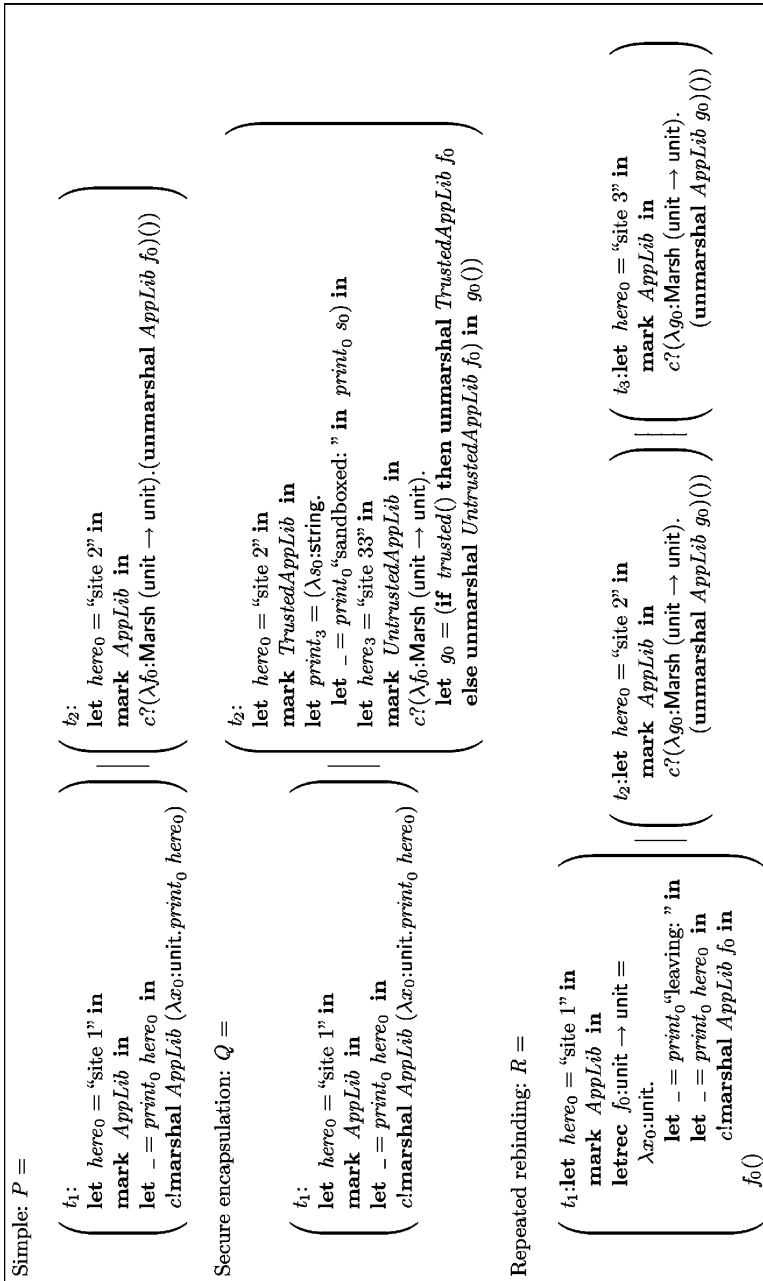 Simple: P =
t₁:
let here₀ = “site 1” in
mark AppLib in
let _ = print₀ here₀ in
c!marshal AppLib (λx₀:unit.print₀ here₀)
||
t₂:
let here₀ = “site 2” in
mark AppLib in
c?(λf₀:Marsh (unit → unit).(unmarshal AppLib f₀)())
Secure encapsulation: Q =
t₁:
let here₀ = “site 1” in
mark AppLib in
let _ = print₀ here₀ in
c!marshal AppLib (λx₀:unit.print₀ here₀)
||
t₂:
let here₀ = “site 2” in
mark TrustedAppLib in
let print₃ = (λs₀:string.
let _ = print₀“sandboxed: ” in print₀ s₀) in
let here₃ = “site 33” in
mark UntrustedAppLib in
c?(λf₀:Marsh (unit → unit).
let g₀ = (if trusted() then unmarshal TrustedAppLib f₀
else unmarshal UntrustedAppLib f₀) in g₀())
Repeated rebinding: R =
t₁:let here₀ = “site 1” in
mark AppLib in
letrec f₀:unit → unit =
λx₀:unit.
let _ = print₀“leaving: ” in
let _ = print₀ here₀ in
c!marshal AppLib f₀ in
f₀()
||
t₂:let here₀ = “site 2” in
mark AppLib in
c?(λg₀:Marsh (unit → unit).
(unmarshal AppLib g₀)())
||
t₃:let here₀ = “site 3” in
mark AppLib in
c?(λg₀:Marsh (unit → unit).
(unmarshal AppLib g₀)())